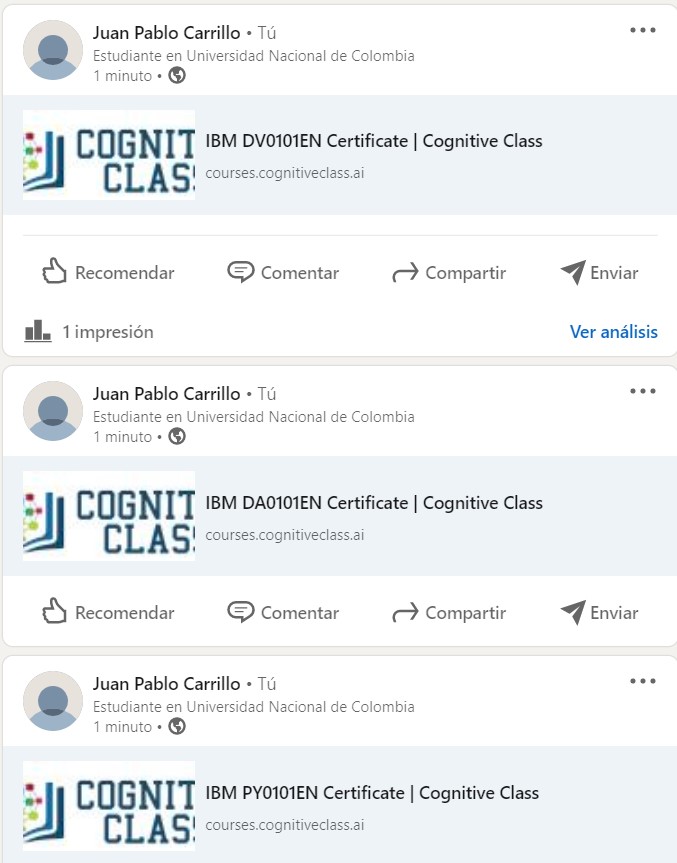 Juan Pablo Carrillo • Tú
Estudiante en Universidad Nacional de Colombia
1 minuto •
COGNIT
CLAS
IBM DV0101EN Certificate | Cognitive Class
courses.cognitiveclass.ai
Recomendar Comentar Compartir Enviar
1 impresión Ver análisis
Juan Pablo Carrillo • Tú
Estudiante en Universidad Nacional de Colombia
1 minuto •
COGNIT
CLAS
IBM DA0101EN Certificate | Cognitive Class
courses.cognitiveclass.ai
Recomendar Comentar Compartir Enviar
Juan Pablo Carrillo • Tú
Estudiante en Universidad Nacional de Colombia
1 minuto •
COGNIT
CLAS
IBM PY0101EN Certificate | Cognitive Class
courses.cognitiveclass.ai